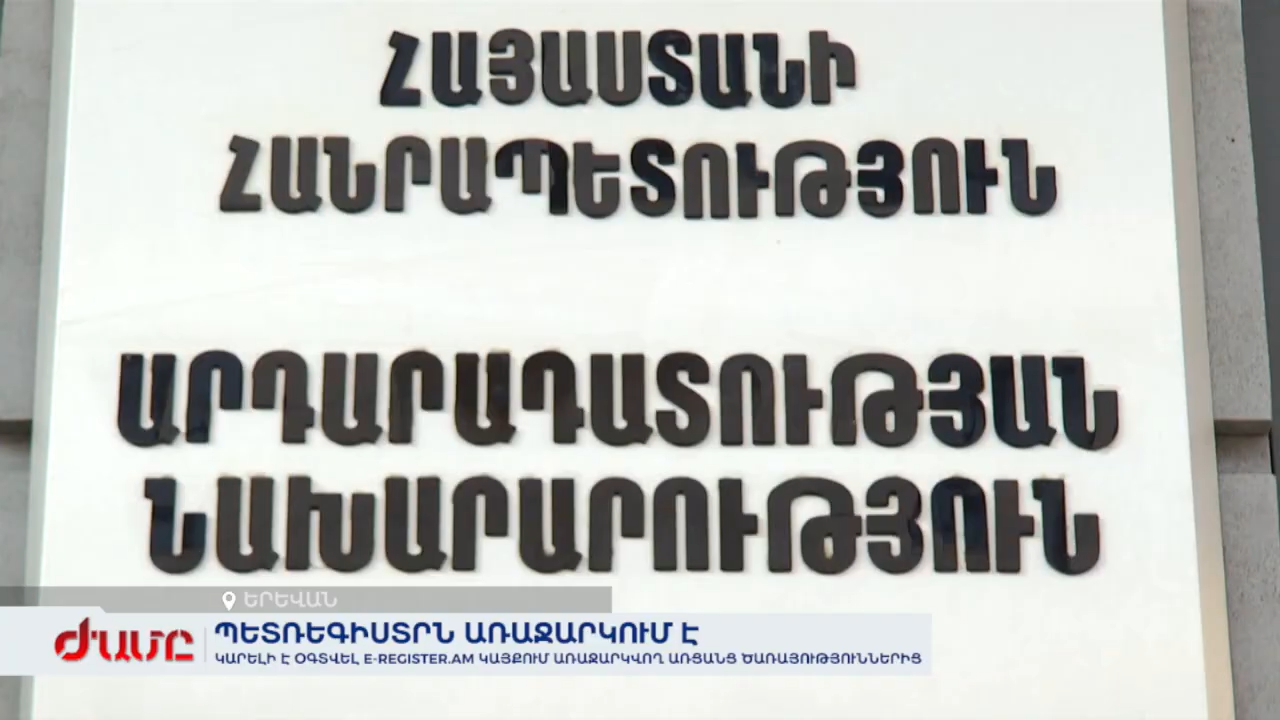 ՀԱՅԱՍՏԱՆԻ
ՀԱՆՐԱՊԵՏՈՒԹՅՈՒՆ
ԱՐԴԱՐԱԴԱՏՈՒԹՅԱՆ
ՆԱԽԱՐԱՐՈՒԹՅՈՒՆ
ԵՐԵՎԱՆ
ԺԱՄԸ
ՊԵՏՌԵԳԻՍՏՐՆ ԱՌԱՋԱՐԿՈՒՄ Է
ԿԱՐԵԼԻ Է ՕԳՏՎԵԼ E-REGISTER.AM ԿԱՅՔՈՒՄ ԱՌԱՋԱՐԿՎՈՂ ԱՌՑԱՆՑ ԾԱՌԱՅՈՒԹՅՈՒՆՆԵՐԻՑ